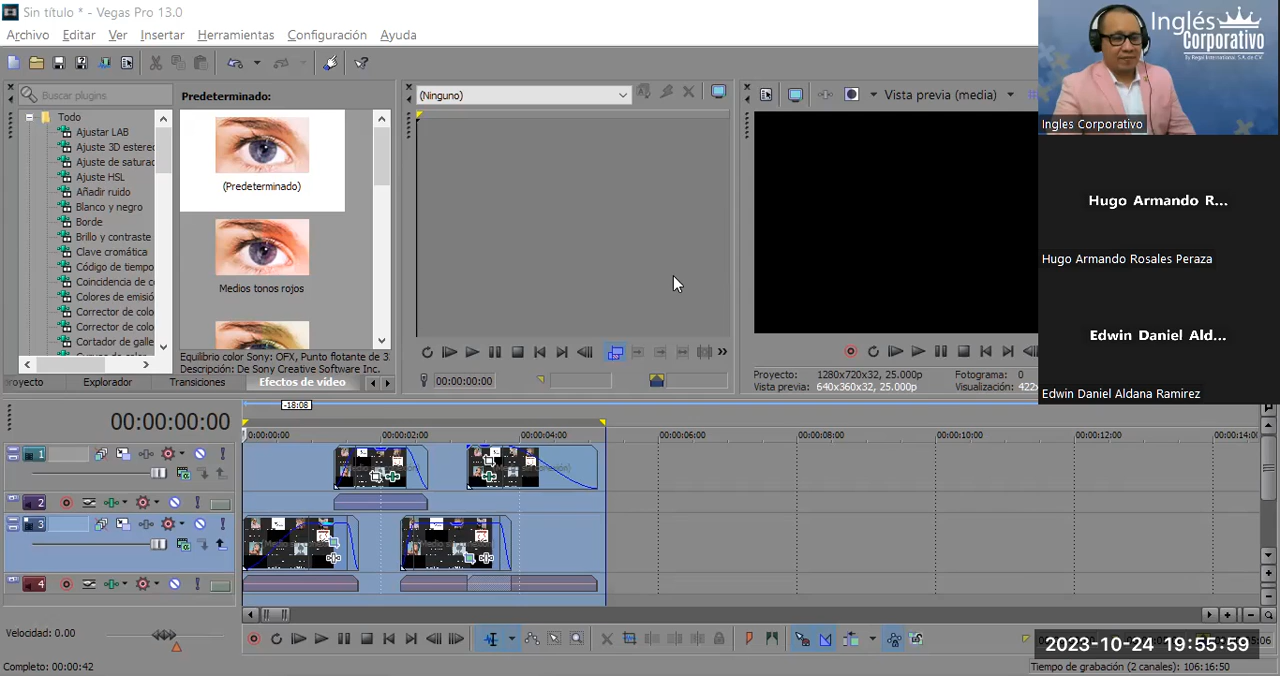 Sin título * - Vegas Pro 13.0
Archivo Editar Ver Insertar Herramientas Configuración Ayuda
Buscar plugins
Predeterminado:
(Ninguno)
Vista previa (media)
Todo
Ajustar LAB
Ajuste 3D estere
Ajuste de satura
Ajuste HSL
Añadir ruido
Blanco y negro
Borde
Brillo y contraste
Clave cromática
Código de tiempo
Coincidencia de c
Colores de emisió
Corrector de colo
Corrector de colo
Cortador de galle
(Predeterminado)
Medios tonos rojos
Equilibrio color Sony: OFX, Punto flotante de 3
Descripción: De Sony Creative Software Inc.
royecto Explorador Transiciones Efectos de vídeo
00:00:00:00
Proyecto: 1280x720x32, 25.000p
Vista previa: 640x360x32, 25.000p
Fotograma: 0
Visualización: 422x
Inglés
Corporativo
By Regal International, S.A. de C.V.
Ingles Corporativo
Hugo Armando R...
Hugo Armando Rosales Peraza
Edwin Daniel Ald...
Edwin Daniel Aldana Ramirez
00:00:00:00
-18:08
0:00:00:00 00:00:02:00 00:00:04:00 00:00:06:00 00:00:08:00 00:00:10:00 00:00:12:00 00:00:14:0
1
2
3
4
Velocidad: 0.00
Completo: 00:00:42
2023-10-24 19:55:59
Tiempo de grabación (2 canales): 106:16:50